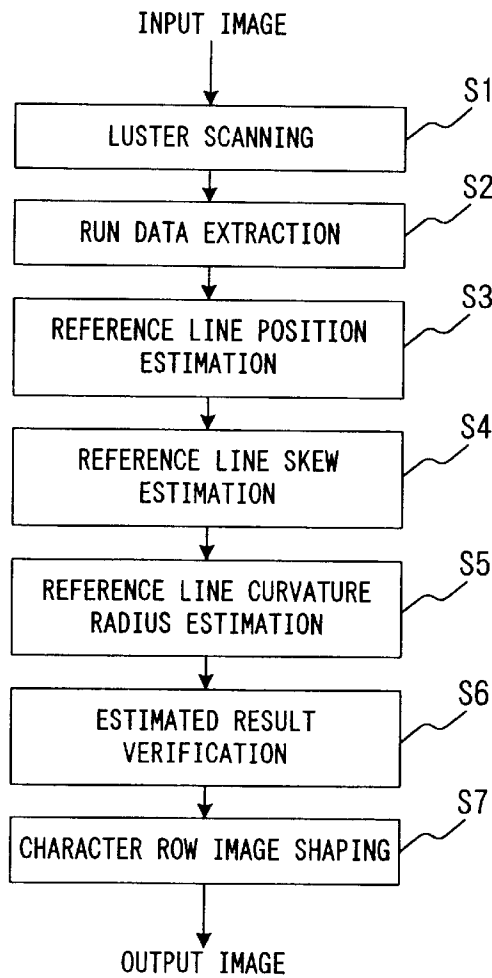 INPUT IMAGE
S1
LUSTER SCANNING
S2
RUN DATA EXTRACTION
S3
REFERENCE LINE POSITION
ESTIMATION
S4
REFERENCE LINE SKEW
ESTIMATION
S5
REFERENCE LINE CURVATURE
RADIUS ESTIMATION
S6
ESTIMATED RESULT
VERIFICATION
S7
CHARACTER ROW IMAGE SHAPING
OUTPUT IMAGE